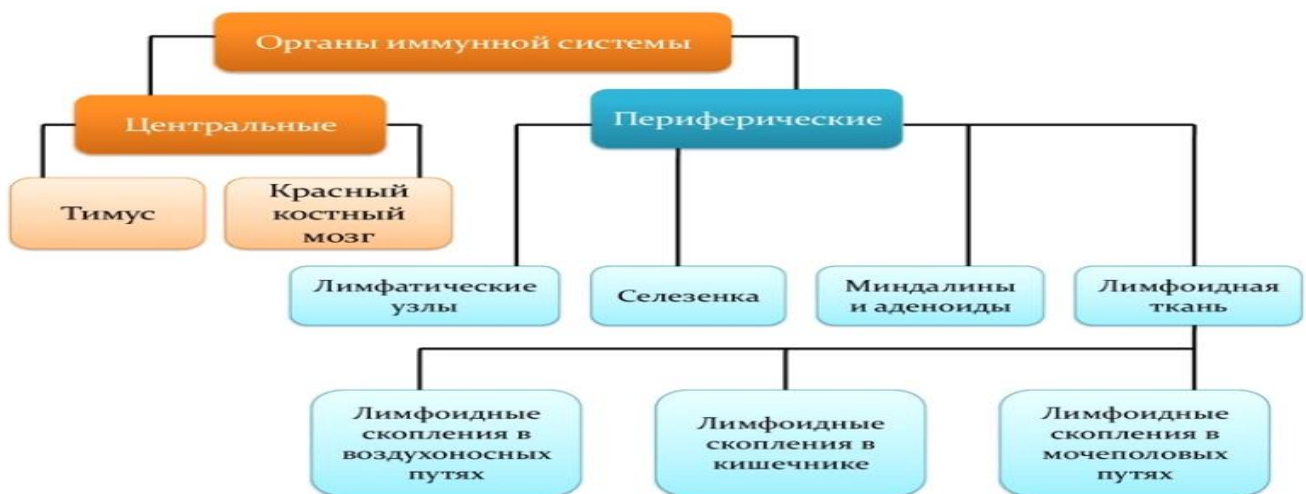 Органы иммунной системы
Центральные
Периферические
Тимус
Красный
костный
мозг
Лимфатические
узлы
Селезенка
Миндалины
и аденоиды
Лимфоидная
ткань
Лимфоидные
скопления в
воздухоносных
путях
Лимфоидные
скопления в
кишечнике
Лимфоидные
скопления в
мочеполовых
путях